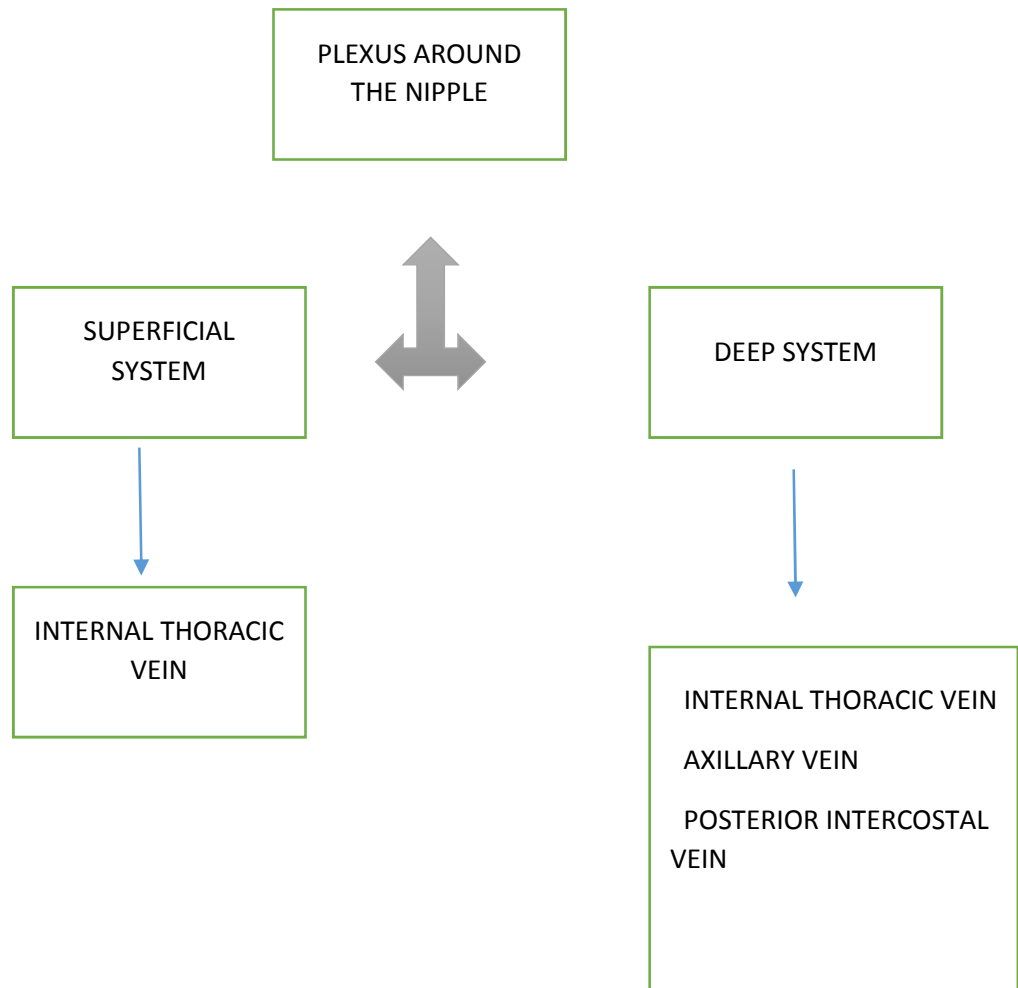 PLEXUS AROUND
THE NIPPLE
SUPERFICIAL
SYSTEM
DEEP SYSTEM
INTERNAL THORACIC
VEIN
INTERNAL THORACIC VEIN
AXILLARY VEIN
POSTERIOR INTERCOSTAL
VEIN